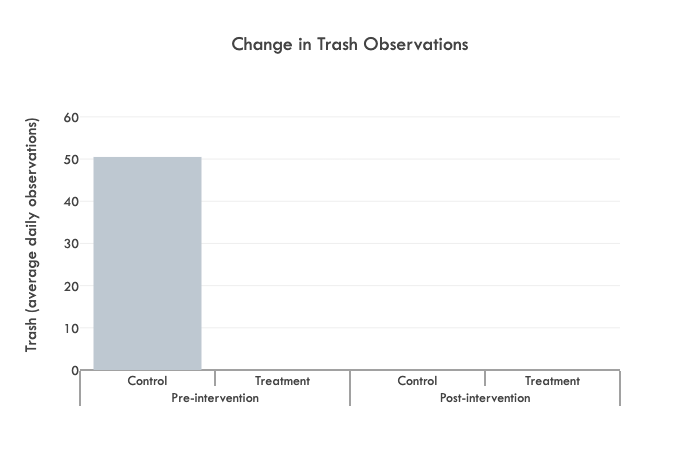 Change in Trash Observations
Trash (average daily observations)
60
50
40
30
20
10
0
Control Treatment Control Treatment
Pre-intervention Post-intervention